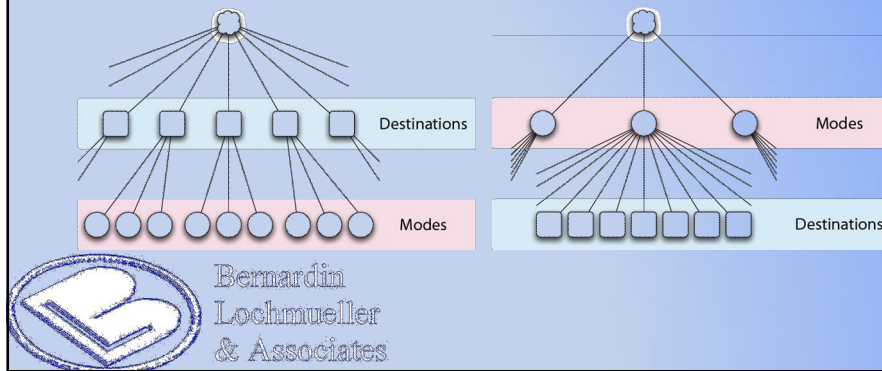 Destinations
Modes
Modes
Destinations
Bernardin
Lochmueller
& Associates